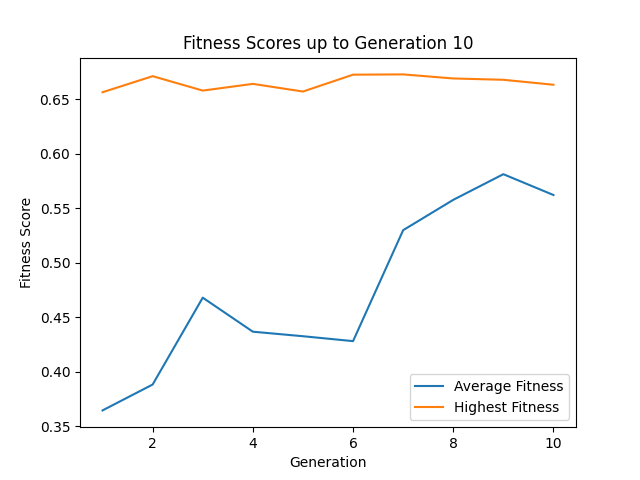 Fitness Scores up to Generation 10
Fitness Score
0.65
0.60
0.55
0.50
0.45
0.40
0.35
Average Fitness
Highest Fitness
2 4 6 8 10
Generation